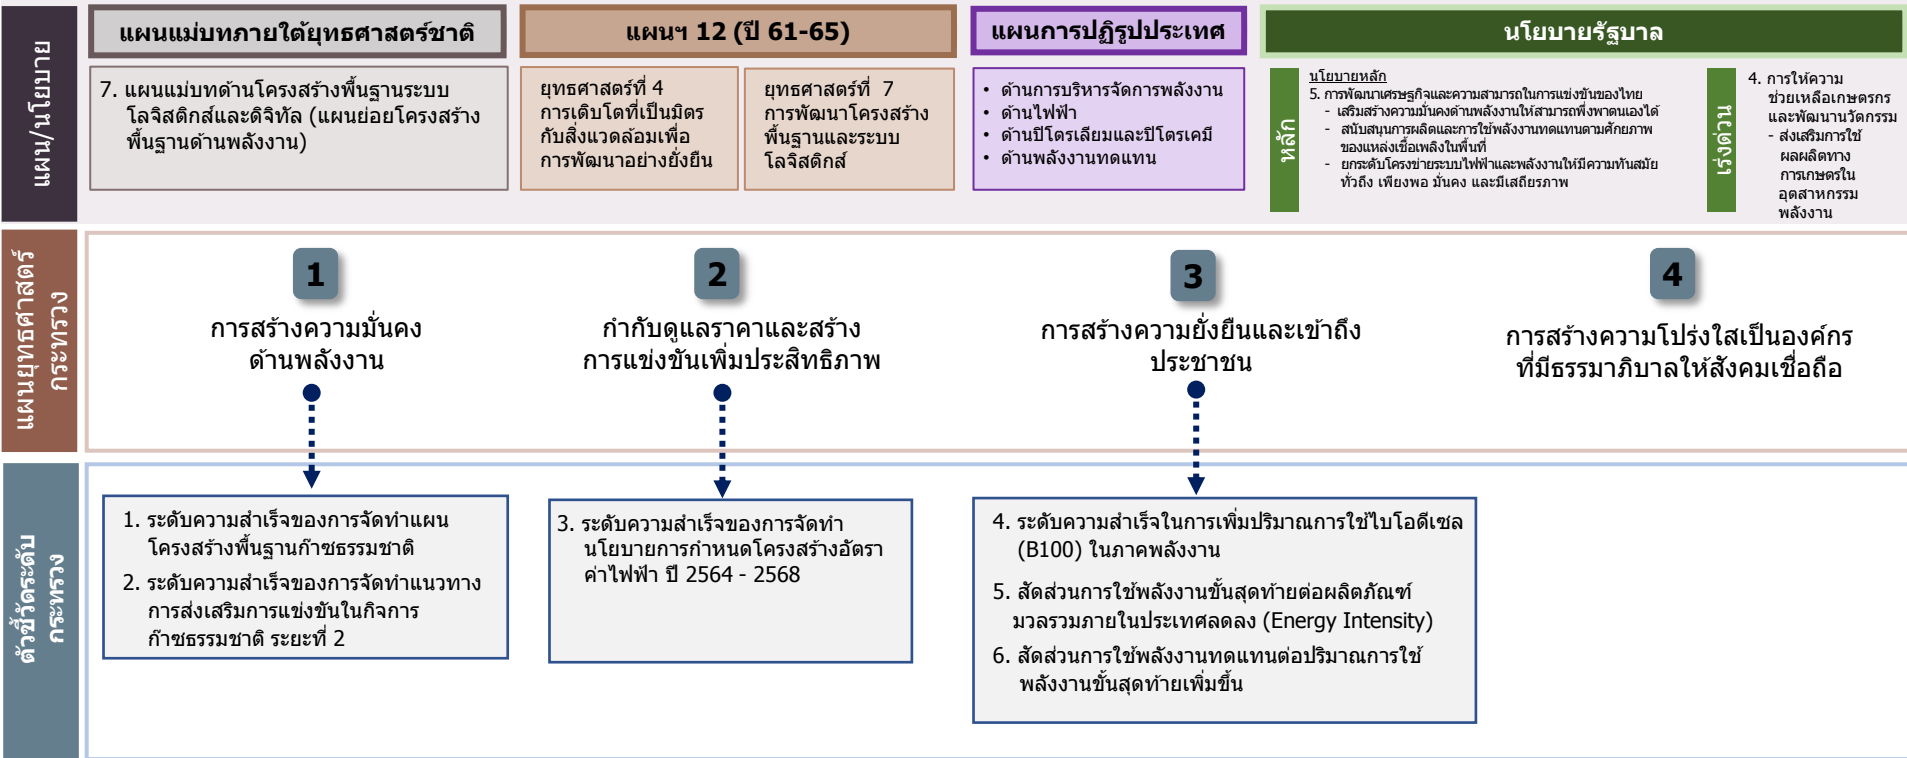 แผน/นโยบาย
แผนแม่บทภายใต้ยุทธศาสตร์ชาติ
7. แผนแม่บทด้านโครงสร้างพื้นฐานระบบ
โลจิสติกส์และดิจิทัล (แผนย่อยโครงสร้าง
พื้นฐานด้านพลังงาน)
แผนฯ 12 (ปี 61-65)
ยุทธศาสตร์ที่ 4
การเติบโตที่เป็นมิตร
กับสิ่งแวดล้อมเพื่อ
การพัฒนาอย่างยั่งยืน
ยุทธศาสตร์ที่ 7
การพัฒนาโครงสร้าง
พื้นฐานและระบบ
โลจิสติกส์
แผนการปฏิรูปประเทศ
• ด้านการบริหารจัดการพลังงาน
• ด้านไฟฟ้า
• ด้านปิโตรเลียมและปิโตรเคมี
• ด้านพลังงานทดแทน
นโยบายรัฐบาล
หลัก
นโยบายหลัก
5. การพัฒนาเศรษฐกิจและความสามารถในการแข่งขันของไทย
- เสริมสร้างความมั่นคงด้านพลังงานให้สามารถพึ่งพาตนเองได้
- สนับสนุนการผลิตและการใช้พลังงานทดแทนตามศักยภาพ
ของแหล่งเชื้อเพลิงในพื้นที่
- ยกระดับโครงข่ายระบบไฟฟ้าและพลังงานให้มีความทันสมัย
ทั่วถึง เพียงพอ มั่นคง และมีเสถียรภาพ
เร่งด่วน
4. การให้ความ
ช่วยเหลือเกษตรกร
และพัฒนานวัตกรรม
- ส่งเสริมการใช้
ผลผลิตทาง
การเกษตรใน
อุตสาหกรรม
พลังงาน
แผนยุทธศาสตร์
กระทรวง
1
การสร้างความมั่นคง
ด้านพลังงาน
2
กำกับดูแลราคาและสร้าง
การแข่งขันเพิ่มประสิทธิภาพ
3
การสร้างความยั่งยืนและเข้าถึง
ประชาชน
4
การสร้างความโปร่งใสเป็นองค์กร
ที่มีธรรมาภิบาลให้สังคมเชื่อถือ
ตัวชี้วัดระดับ
กระทรวง
1. ระดับความสำเร็จของการจัดทำแผน
โครงสร้างพื้นฐานก๊าซธรรมชาติ
2. ระดับความสำเร็จของการจัดทำแนวทาง
การส่งเสริมการแข่งขันในกิจการ
ก๊าซธรรมชาติ ระยะที่ 2
3. ระดับความสำเร็จของการจัดทำ
นโยบายการกำหนดโครงสร้างอัตรา
ค่าไฟฟ้า ปี 2564 - 2568
4. ระดับความสำเร็จในการเพิ่มปริมาณการใช้ไบโอดีเซล
(B100) ในภาคพลังงาน
5. สัดส่วนการใช้พลังงานขั้นสุดท้ายต่อผลิตภัณฑ์
มวลรวมภายในประเทศลดลง (Energy Intensity)
6. สัดส่วนการใช้พลังงานทดแทนต่อปริมาณการใช้
พลังงานขั้นสุดท้ายเพิ่มขึ้น